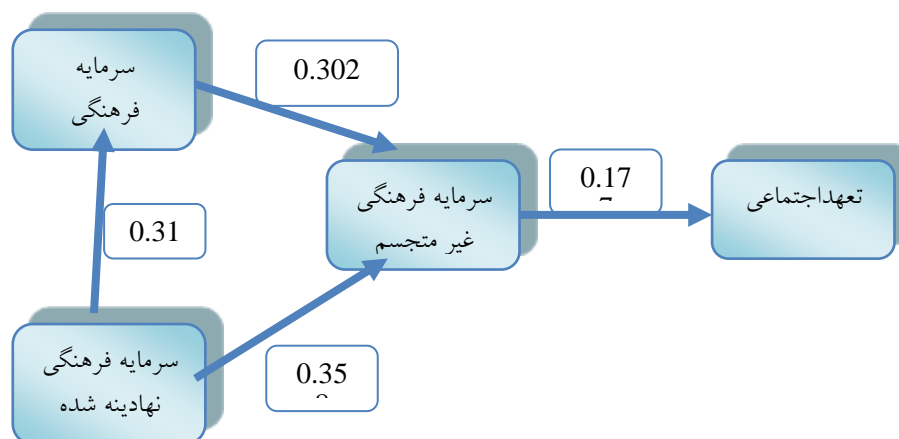 سرمایه
فرهنگی
0.302
سرمایه فرهنگی
غیر متجسم
0.17
تعهداجتماعی
0.31
سرمایه فرهنگی
نهادینه شده
0.35